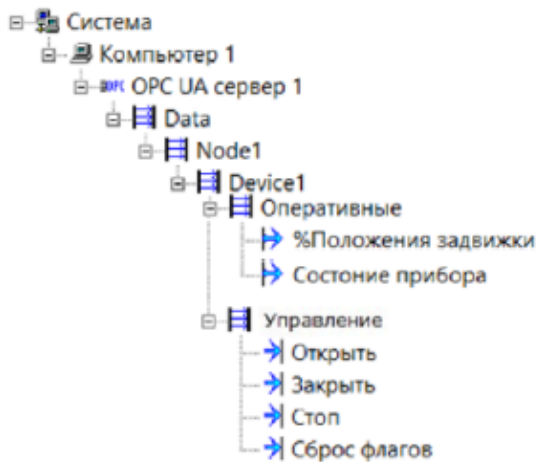 Система
Компьютер 1
OPC OPC UA сервер 1
Data
Node1
Device1
Оперативные
%Положения задвижки
Состоние прибора
Управление
Открыть
Закрыть
Стоп
Сброс флагов